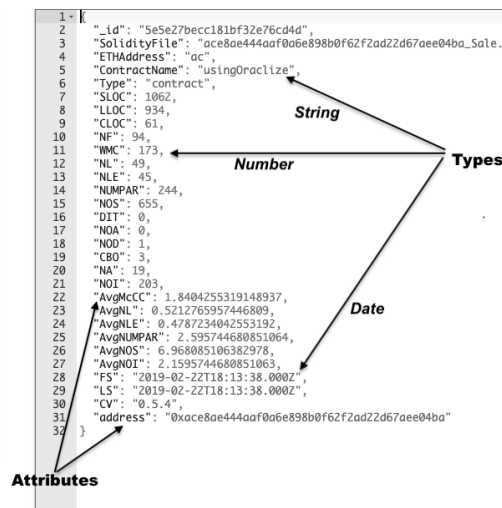 1 {
2 "_id": "5e5e27becc181bf32e76cd4d",
3 "SolidityFile": "ace8ae444aaf0a6e898b0f62f2ad22d67aee04ba_Sale.
4 "ETHAddress": "ac",
5 "ContractName": "usingOraclize",
6 "Type": "contract",
7 "SLOC": 1062,
8 "LLOC": 934,
9 "CLOC": 61,
10 "NF": 94,
11 "WMC": 173,
12 "NL": 49,
13 "NLE": 45,
14 "NUMPAR": 244,
15 "NOS": 655,
16 "DIT": 0,
17 "NOA": 0,
18 "NOD": 1,
19 "CBO": 3,
20 "NA": 19,
21 "NOI": 203,
22 "AvgMcCC": 1.8404255319148937,
23 "AvgNL": 0.5212765957446809,
24 "AvgNLE": 0.4787234042553192,
25 "AvgNUMPAR": 2.595744680851064,
26 "AvgNOS": 6.968085106382978,
27 "AvgNOI": 2.1595744680851063,
28 "FS": "2019-02-22T18:13:38.000Z",
29 "LS": "2019-02-22T18:13:38.000Z",
30 "CV": "0.5.4",
31 "address": "0xace8ae444aaf0a6e898b0f62f2ad22d67aee04ba"
32 }
String
Number
Types
Date
Attributes